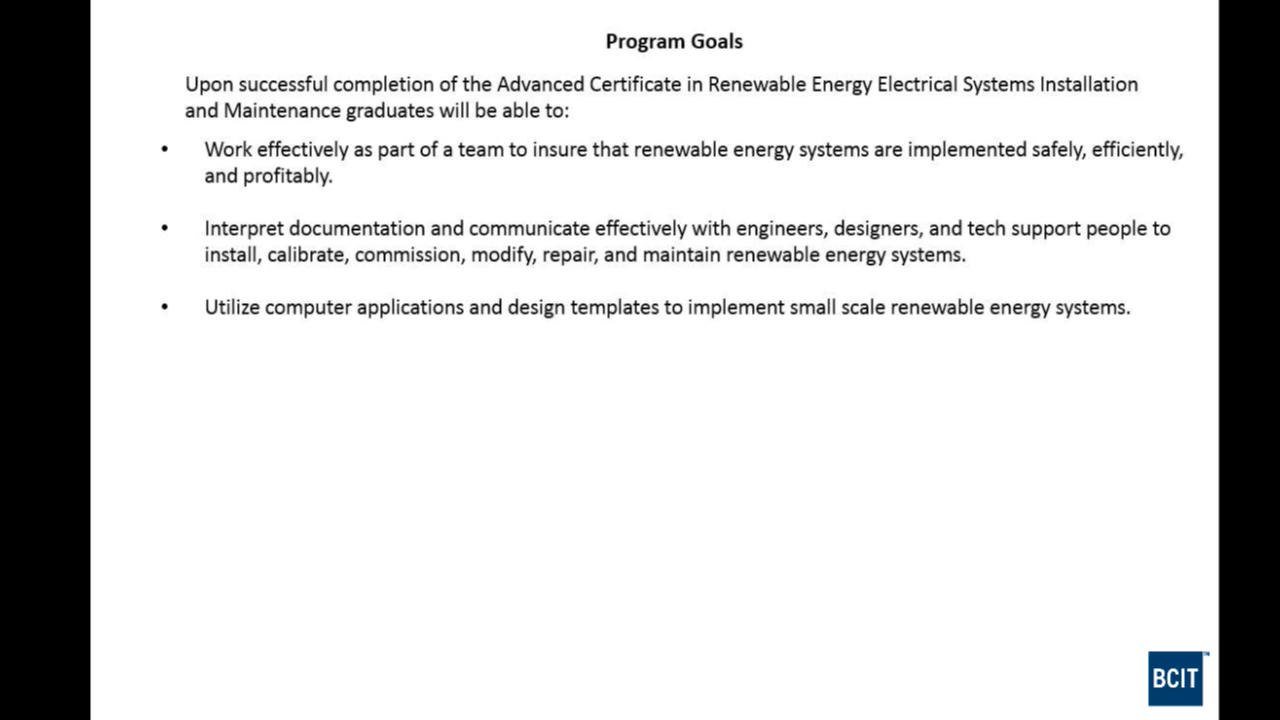 Program Goals
Upon successful completion of the Advanced Certificate in Renewable Energy Electrical Systems Installation
and Maintenance graduates will be able to:
• Work effectively as part of a team to insure that renewable energy systems are implemented safely, efficiently,
and profitably.
• Interpret documentation and communicate effectively with engineers, designers, and tech support people to
install, calibrate, commission, modify, repair, and maintain renewable energy systems.
• Utilize computer applications and design templates to implement small scale renewable energy systems.
BCIT™